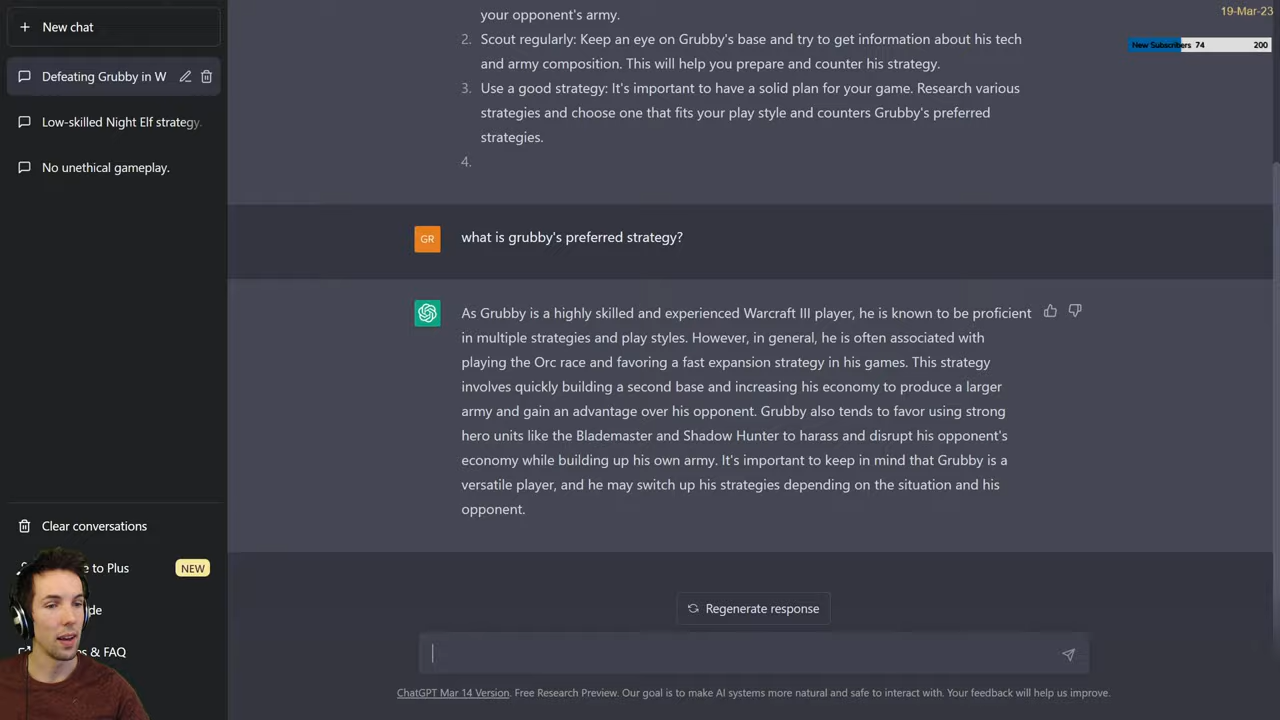 New chat
Defeating Grubby in W
Low-skilled Night Elf strategy.
No unethical gameplay.
Clear conversations
to Plus
NEW
& FAQ
your opponent's army.
2. Scout regularly: Keep an eye on Grubby's base and try to get information about his tech
and army composition. This will help you prepare and counter his strategy.
3. Use a good strategy: It's important to have a solid plan for your game. Research various
strategies and choose one that fits your play style and counters Grubby's preferred
strategies.
4.
GR
what is grubby's preferred strategy?
As Grubby is a highly skilled and experienced Warcraft III player, he is known to be proficient
in multiple strategies and play styles. However, in general, he is often associated with
playing the Orc race and favoring a fast expansion strategy in his games. This strategy
involves quickly building a second base and increasing his economy to produce a larger
army and gain an advantage over his opponent. Grubby also tends to favor using strong
hero units like the Blademaster and Shadow Hunter to harass and disrupt his opponent's
economy while building up his own army. It's important to keep in mind that Grubby is a
versatile player, and he may switch up his strategies depending on the situation and his
opponent.
Regenerate response
ChatGPT Mar 14 Version. Free Research Preview. Our goal is to make AI systems more natural and safe to interact with. Your feedback will help us improve.
19-Mar-23
New Subscribers 74 200